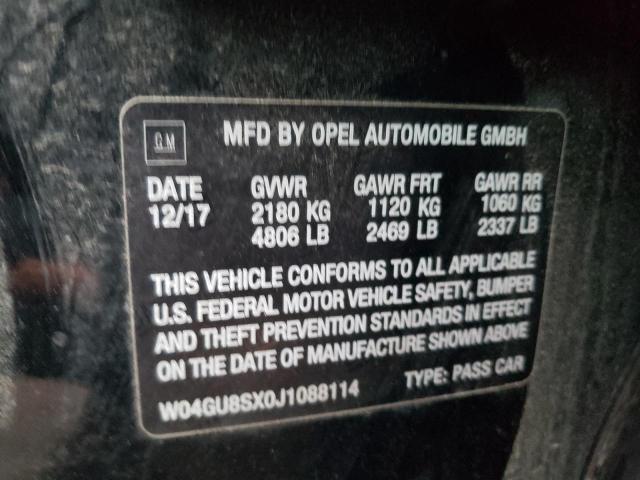 GM
MFD BY OPEL AUTOMOBILE GMBH
DATE GVWR GAWR FRT GAWR RR
12/17 2180 KG 1120 KG 1060 KG
4806 LB 2469 LB 2337 LB
THIS VEHICLE CONFORMS TO ALL APPLICABLE
U.S. FEDERAL MOTOR VEHICLE SAFETY, BUMPER
AND THEFT PREVENTION STANDARDS IN EFFECT
ON THE DATE OF MANUFACTURE SHOWN ABOVE
W04GU8SX0J1088114 TYPE: PASS CAR